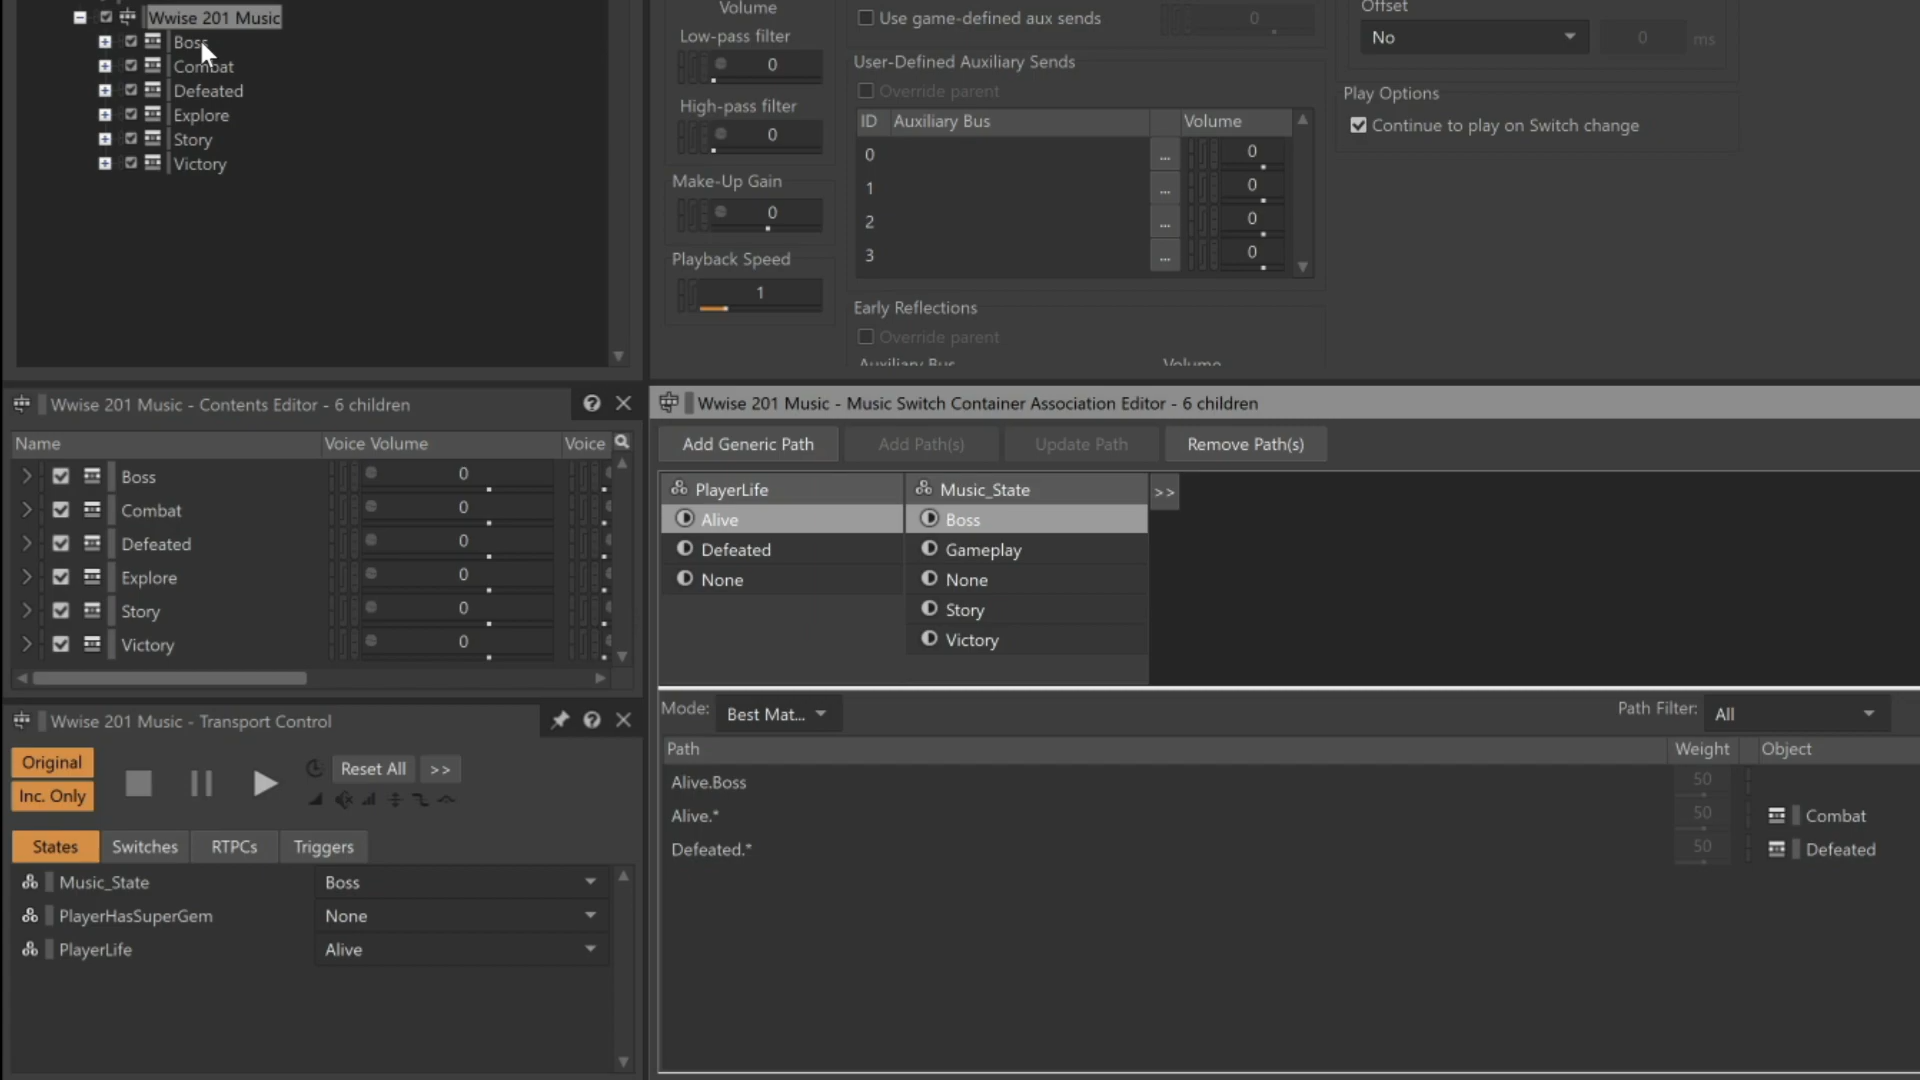 Wwise 201 Music
Boss
Combat
Defeated
Explore
Story
Victory
Volume
Low-pass filter
0
High-pass filter
0
Make-Up Gain
0
Playback Speed
1
Use game-defined aux sends
0
User-Defined Auxiliary Sends
Override parent
ID Auxiliary Bus Volume
0 ... 0
1 ... 0
2 ... 0
3 ... 0
Early Reflections
Override parent
Auxiliary Bus Volume
Offset
No 0 ms
Play Options
Continue to play on Switch change
Wwise 201 Music - Contents Editor - 6 children
Name Voice Volume Voice
Boss 0
Combat 0
Defeated 0
Explore 0
Story 0
Victory 0
Wwise 201 Music - Music Switch Container Association Editor - 6 children
Add Generic Path Add Path(s) Update Path Remove Path(s)
PlayerLife Music_State >>
Alive Boss
Defeated Gameplay
None None
Story
Victory
Mode: Best Mat... Path Filter: All
Path Weight Object
Alive.Boss 50
Alive.* 50 Combat
Defeated.* 50 Defeated
Wwise 201 Music - Transport Control
Original
Inc. Only
Reset All >>
States Switches RTPCs Triggers
Music_State Boss
PlayerHasSuperGem None
PlayerLife Alive